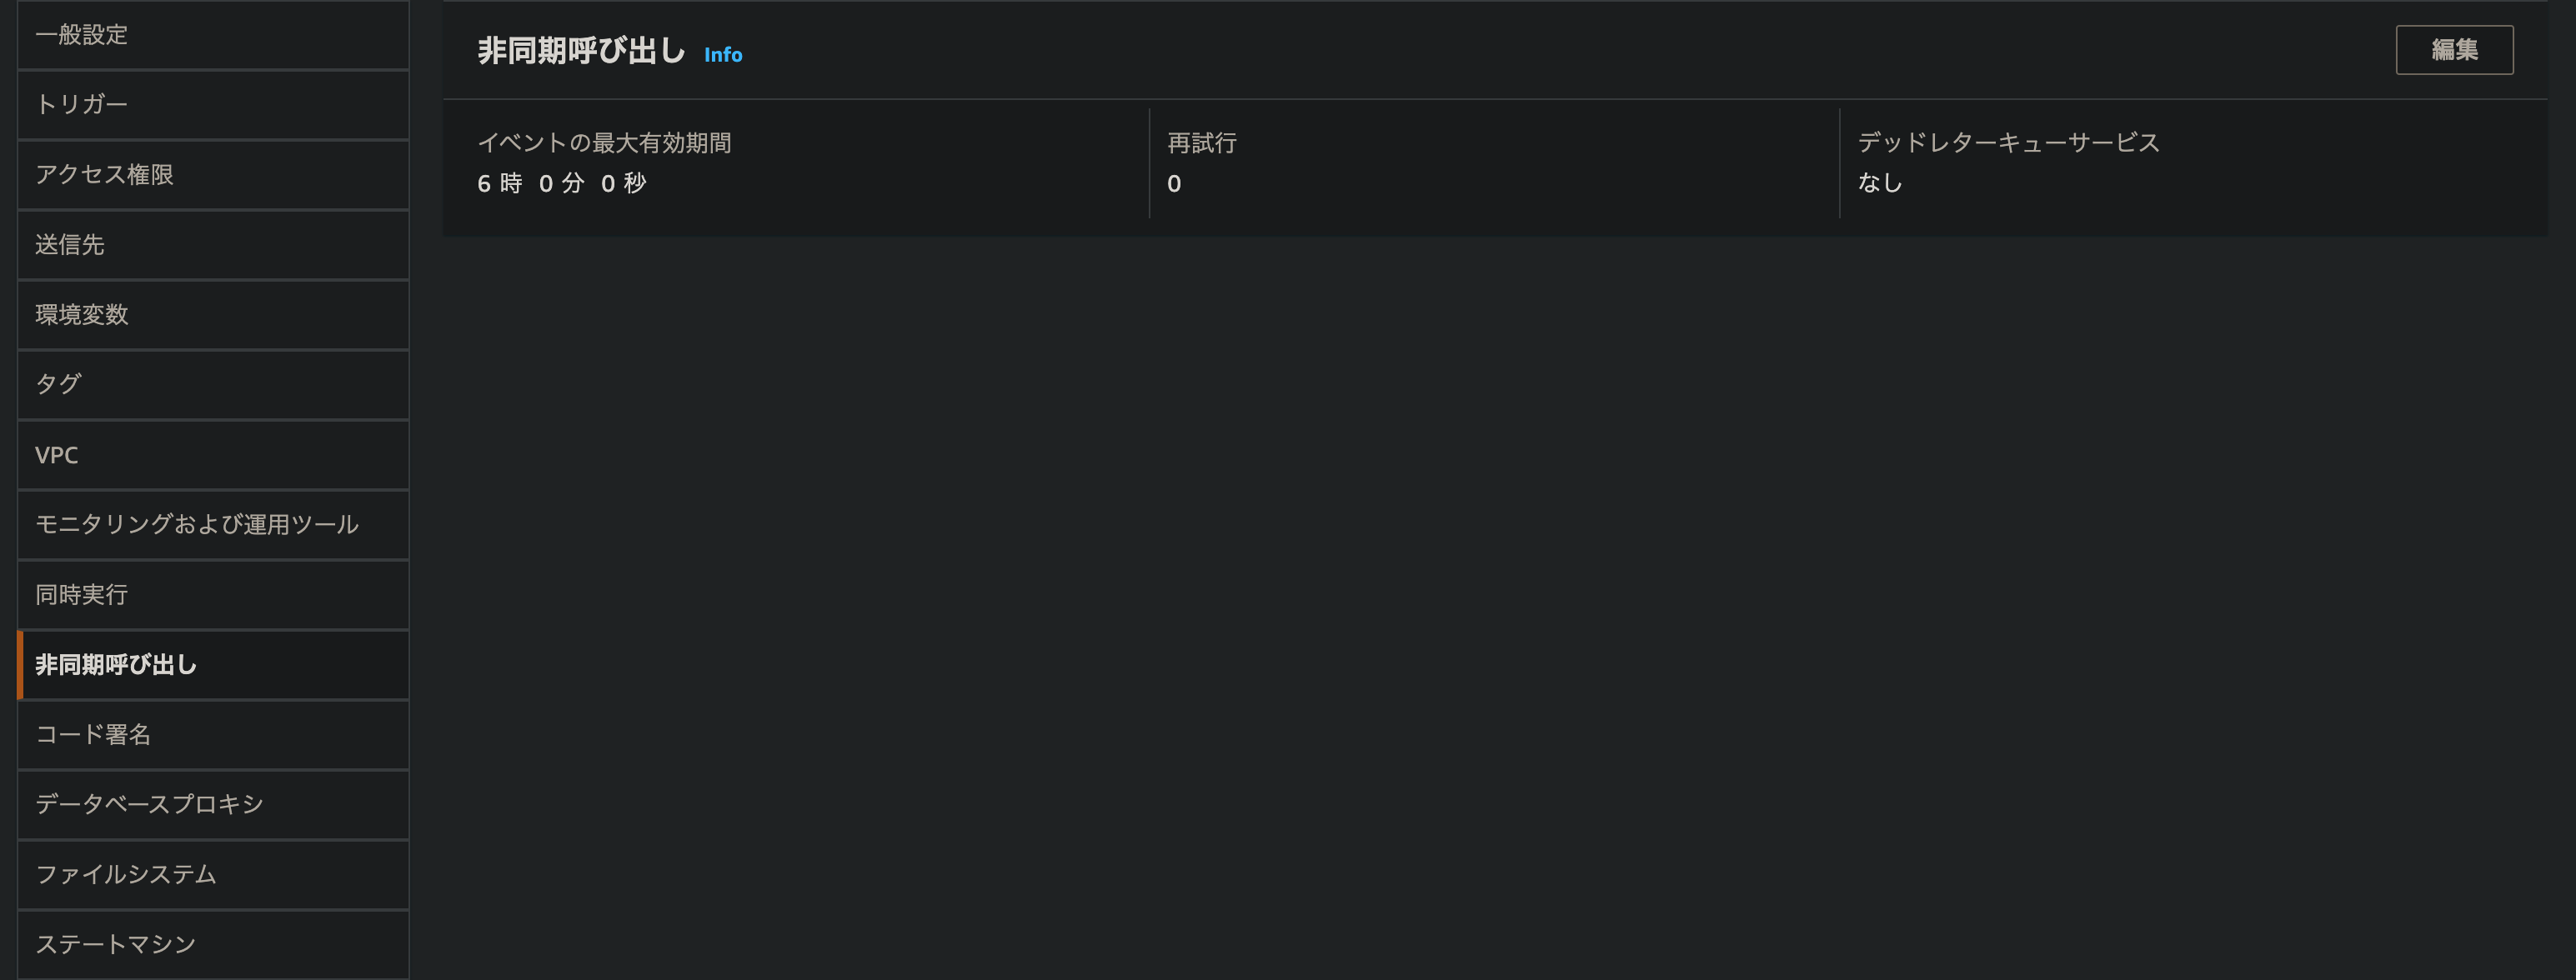 一般設定
トリガー
アクセス権限
送信先
環境変数
タグ
VPC
モニタリングおよび運用ツール
同時実行
非同期呼び出し
コード署名
データベースプロキシ
ファイルシステム
ステートマシン
非同期呼び出し Info
編集
イベントの最大有効期間
6 時 0 分 0 秒
再試行
0
デッドレターキューサービス
なし